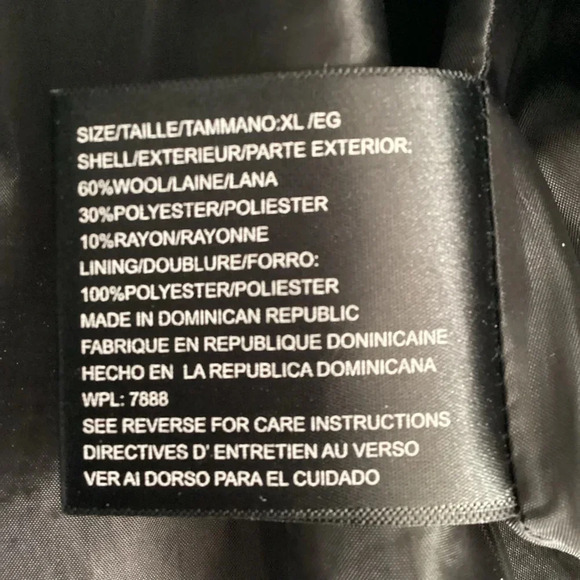 SIZE/TAILLE/TAMMANO:XL /EG
SHELL/EXTERIEUR/PARTE EXTERIOR:
60%WOOL/LAINE/LANA
30%POLYESTER/POLIESTER
10%RAYON/RAYONNE
LINING/DOUBLURE/FORRO:
100%POLYESTER/POLIESTER
MADE IN DOMINICAN REPUBLIC
FABRIQUE EN REPUBLIQUE DONINICAINE
HECHO EN LA REPUBLICA DOMINICANA
WPL: 7888
SEE REVERSE FOR CARE INSTRUCTIONS
DIRECTIVES D' ENTRETIEN AU VERSO
VER AI DORSO PARA EL CUIDADO